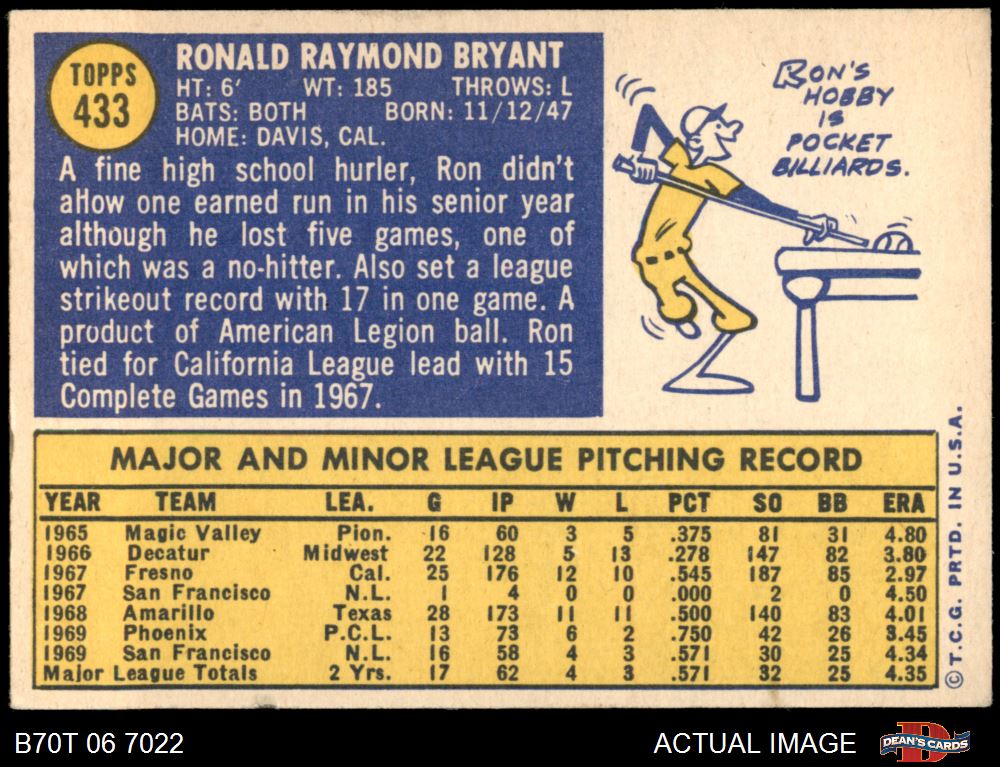 TOPPS
433
RONALD RAYMOND BRYANT
HT: 6' WT: 185 THROWS: L
BATS: BOTH BORN: 11/12/47
HOME: DAVIS, CAL.
A fine high school hurler, Ron didn't
allow one earned run in his senior year
although he lost five games, one of
which was a no-hitter. Also set a league
strikeout record with 17 in one game. A
product of American Legion ball. Ron
tied for California League lead with 15
Complete Games in 1967.
RON'S
HOBBY
IS
POCKET
BILLIARDS.
MAJOR AND MINOR LEAGUE PITCHING RECORD
YEAR TEAM LEA. G IP W L PCT SO BB ERA
1965 Magic Valley Pion. 16 60 3 5 .375 81 31 4.80
1966 Decatur Midwest 22 128 5 13 .278 147 82 3.80
1967 Fresno Cal. 25 176 12 10 .545 187 85 2.97
1967 San Francisco N.L. 1 4 0 0 .000 2 0 4.50
1968 Amarillo Texas 28 173 11 11 .500 140 83 4.01
1969 Phoenix P.C.L. 13 73 6 2 .750 42 26 3.45
1969 San Francisco N.L. 16 58 4 3 .571 30 25 4.34
Major League Totals 2 Yrs. 17 62 4 3 .571 32 25 4.35
© T.C.G. PRTD. IN U.S.A.
B70T 06 7022 ACTUAL IMAGE
DEAN'S CARDS